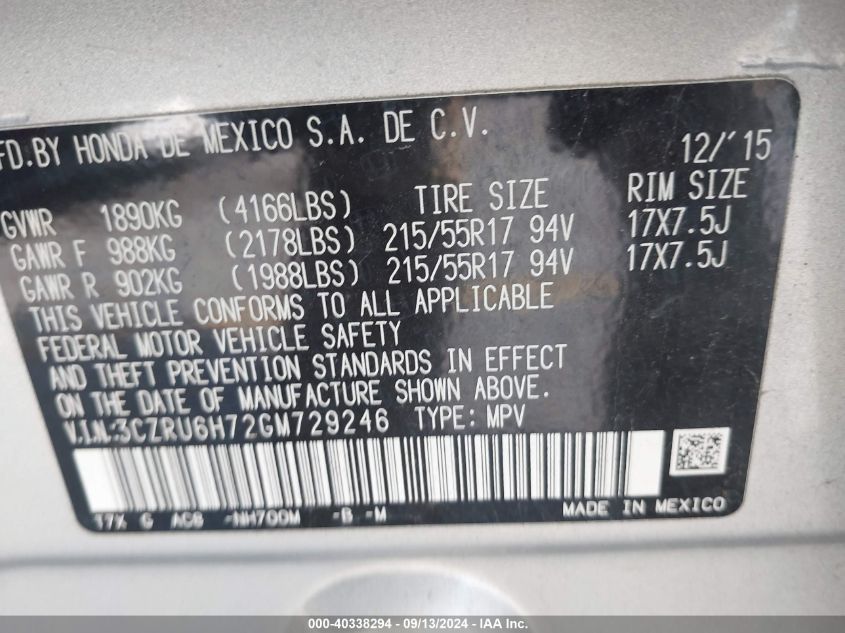 FD.BY HONDA DE MEXICO S.A. DE C.V. 12/'15
GVWR 1890KG (4166LBS) TIRE SIZE RIM SIZE
GAWR F 988KG (2178LBS) 215/55R17 94V 17X7.5J
GAWR R 902KG (1988LBS) 215/55R17 94V 17X7.5J
THIS VEHICLE CONFORMS TO ALL APPLICABLE
FEDERAL MOTOR VEHICLE SAFETY
AND THEFT PREVENTION STANDARDS IN EFFECT
ON THE DATE OF MANUFACTURE SHOWN ABOVE.
V.I.N:3CZRU6H72GM729246 TYPE: MPV
T7X G AC8 -NH700M -B -M MADE IN MEXICO
000-40338294 - 09/13/2024 - IAA Inc.